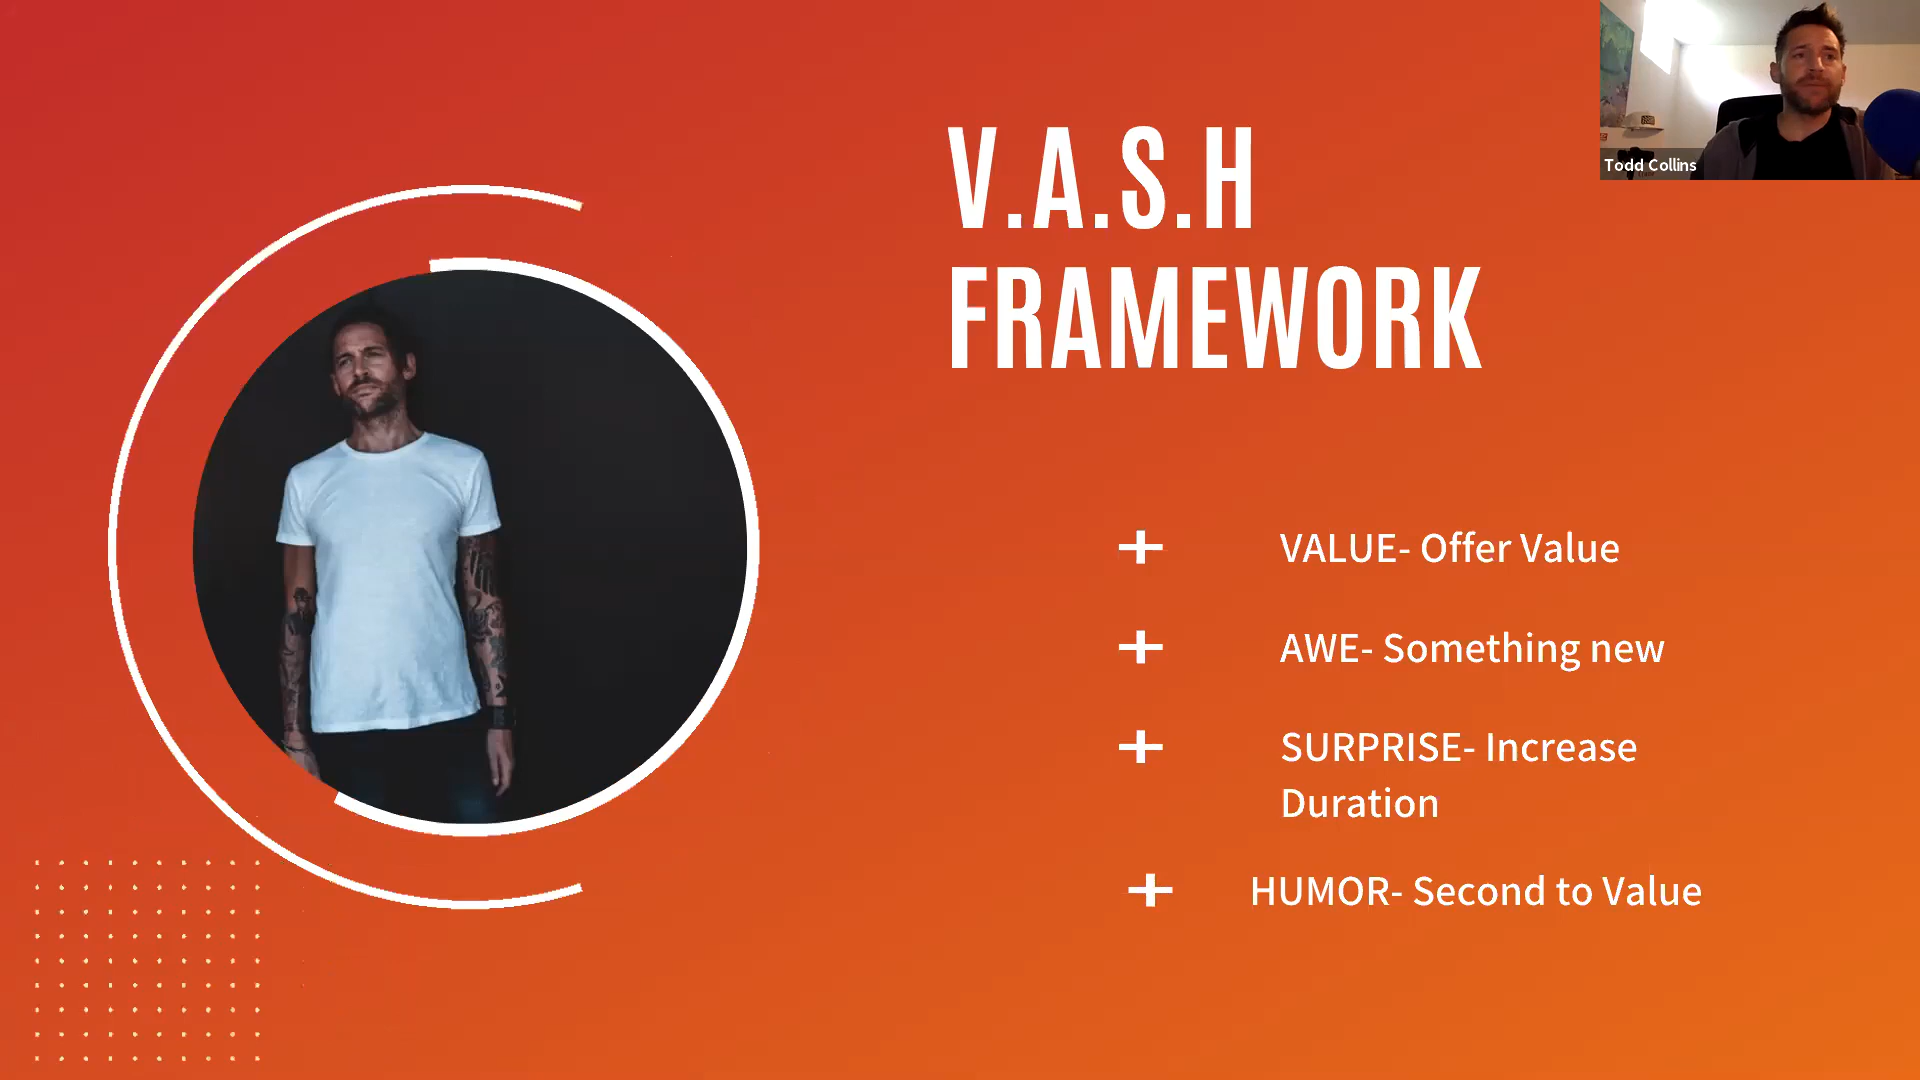 V.A.S.H
FRAMEWORK
Todd Collins
VALUE- Offer Value
AWE- Something new
SURPRISE- Increase
Duration
HUMOR- Second to Value